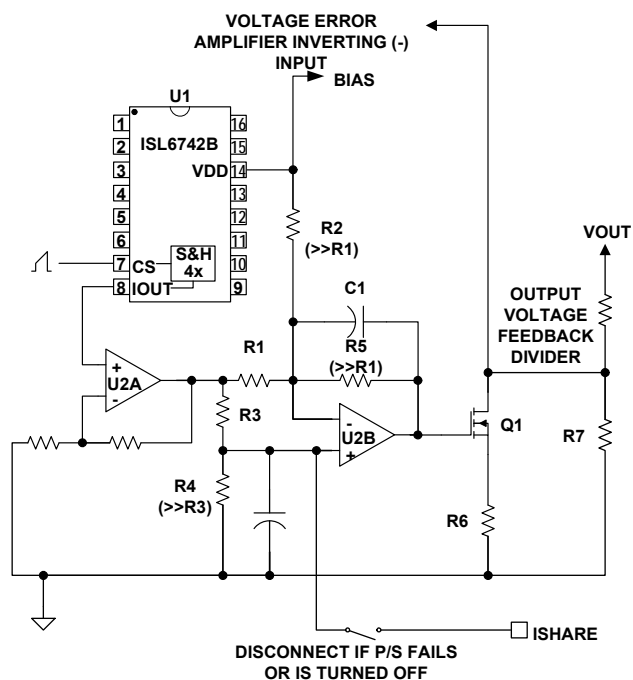 VOLTAGE ERROR
AMPLIFIER INVERTING (-)
INPUT
BIAS
U1
1
16
2
ISL6742B
15
3
VDD
14
4
13
5
12
6
11
7
CS
S&H
4x
10
8
IOUT
9
R2
(>>R1)
VOUT
C1
OUTPUT
VOLTAGE
FEEDBACK
DIVIDER
R1
R5
(>>R1)
+
U2A
-
R3
-
U2B
+
Q1
R7
R4
(>>R3)
R6
ISHARE
DISCONNECT IF P/S FAILS
OR IS TURNED OFF